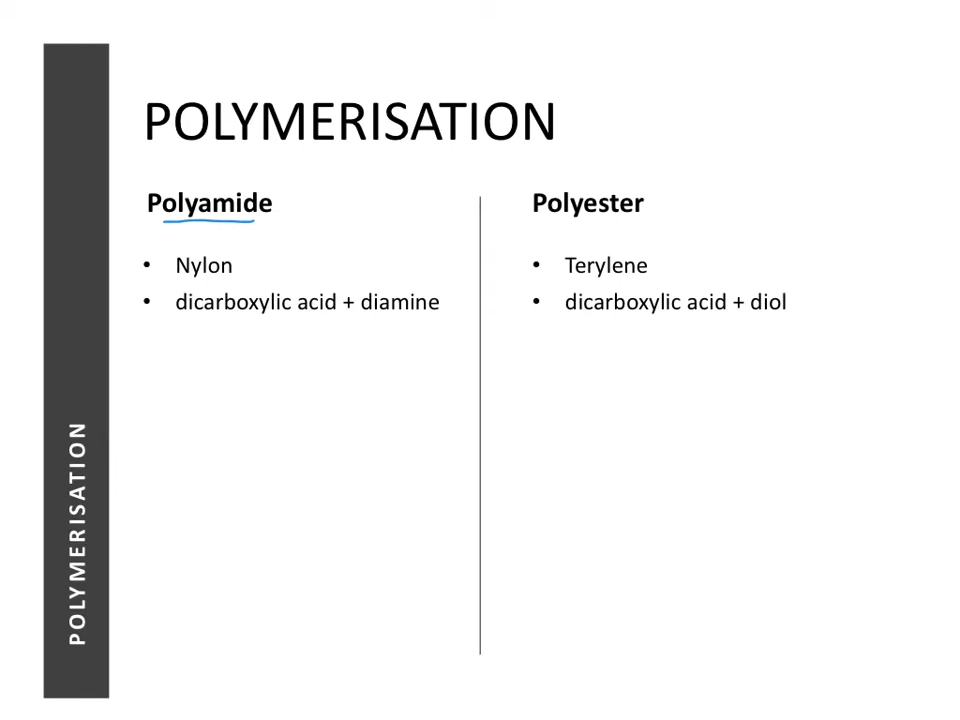 POLYMERISATION
POLYMERISATION
Polyamide
• Nylon
• dicarboxylic acid + diamine
Polyester
• Terylene
• dicarboxylic acid + diol